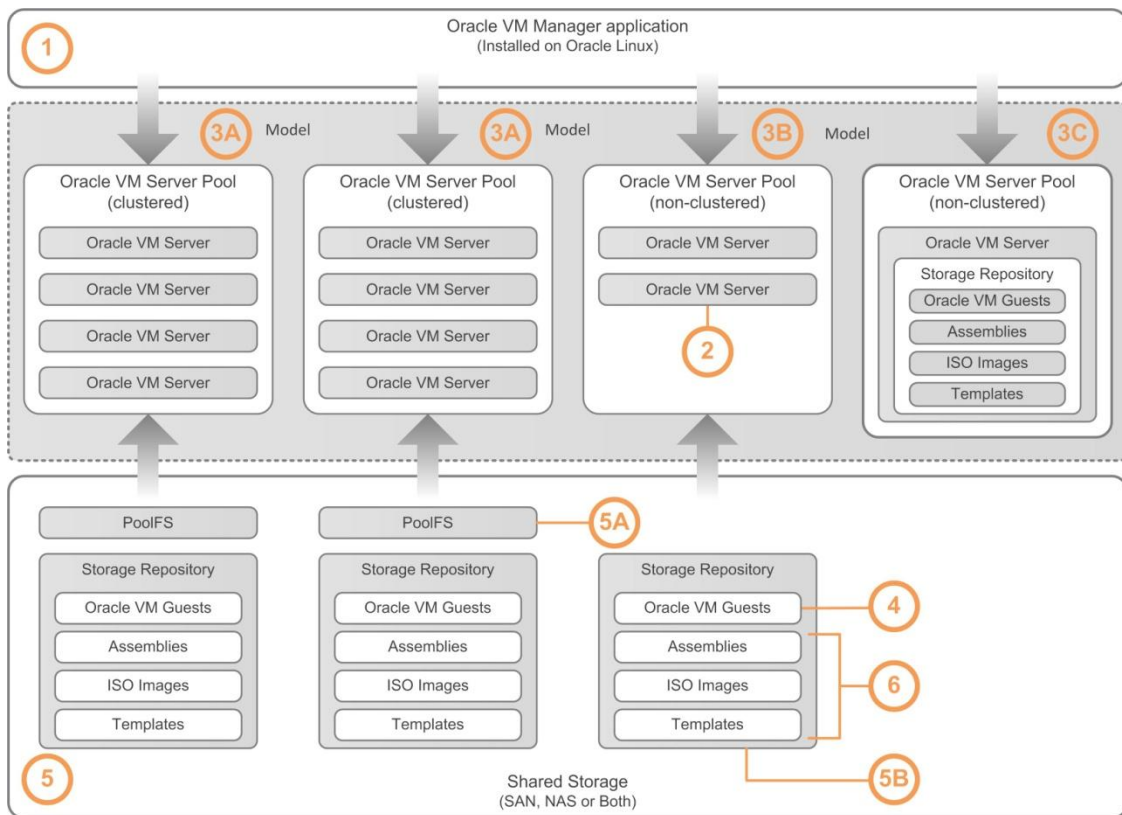 Oracle VM Manager application
(Installed on Oracle Linux)
1
3A
Model
3A
Model
3B
Model
3C
Oracle VM Server Pool
(clustered)
Oracle VM Server
Oracle VM Server
Oracle VM Server
Oracle VM Server
Oracle VM Server Pool
(clustered)
Oracle VM Server
Oracle VM Server
Oracle VM Server
Oracle VM Server
Oracle VM Server Pool
(non-clustered)
Oracle VM Server
Oracle VM Server
2
Oracle VM Server Pool
(non-clustered)
Oracle VM Server
Storage Repository
Oracle VM Guests
Assemblies
ISO Images
Templates
PoolFS
Storage Repository
Oracle VM Guests
Assemblies
ISO Images
Templates
PoolFS
5A
Storage Repository
Oracle VM Guests
Assemblies
ISO Images
Templates
Storage Repository
Oracle VM Guests
Assemblies
ISO Images
Templates
4
6
5B
5
Shared Storage
(SAN, NAS or Both)